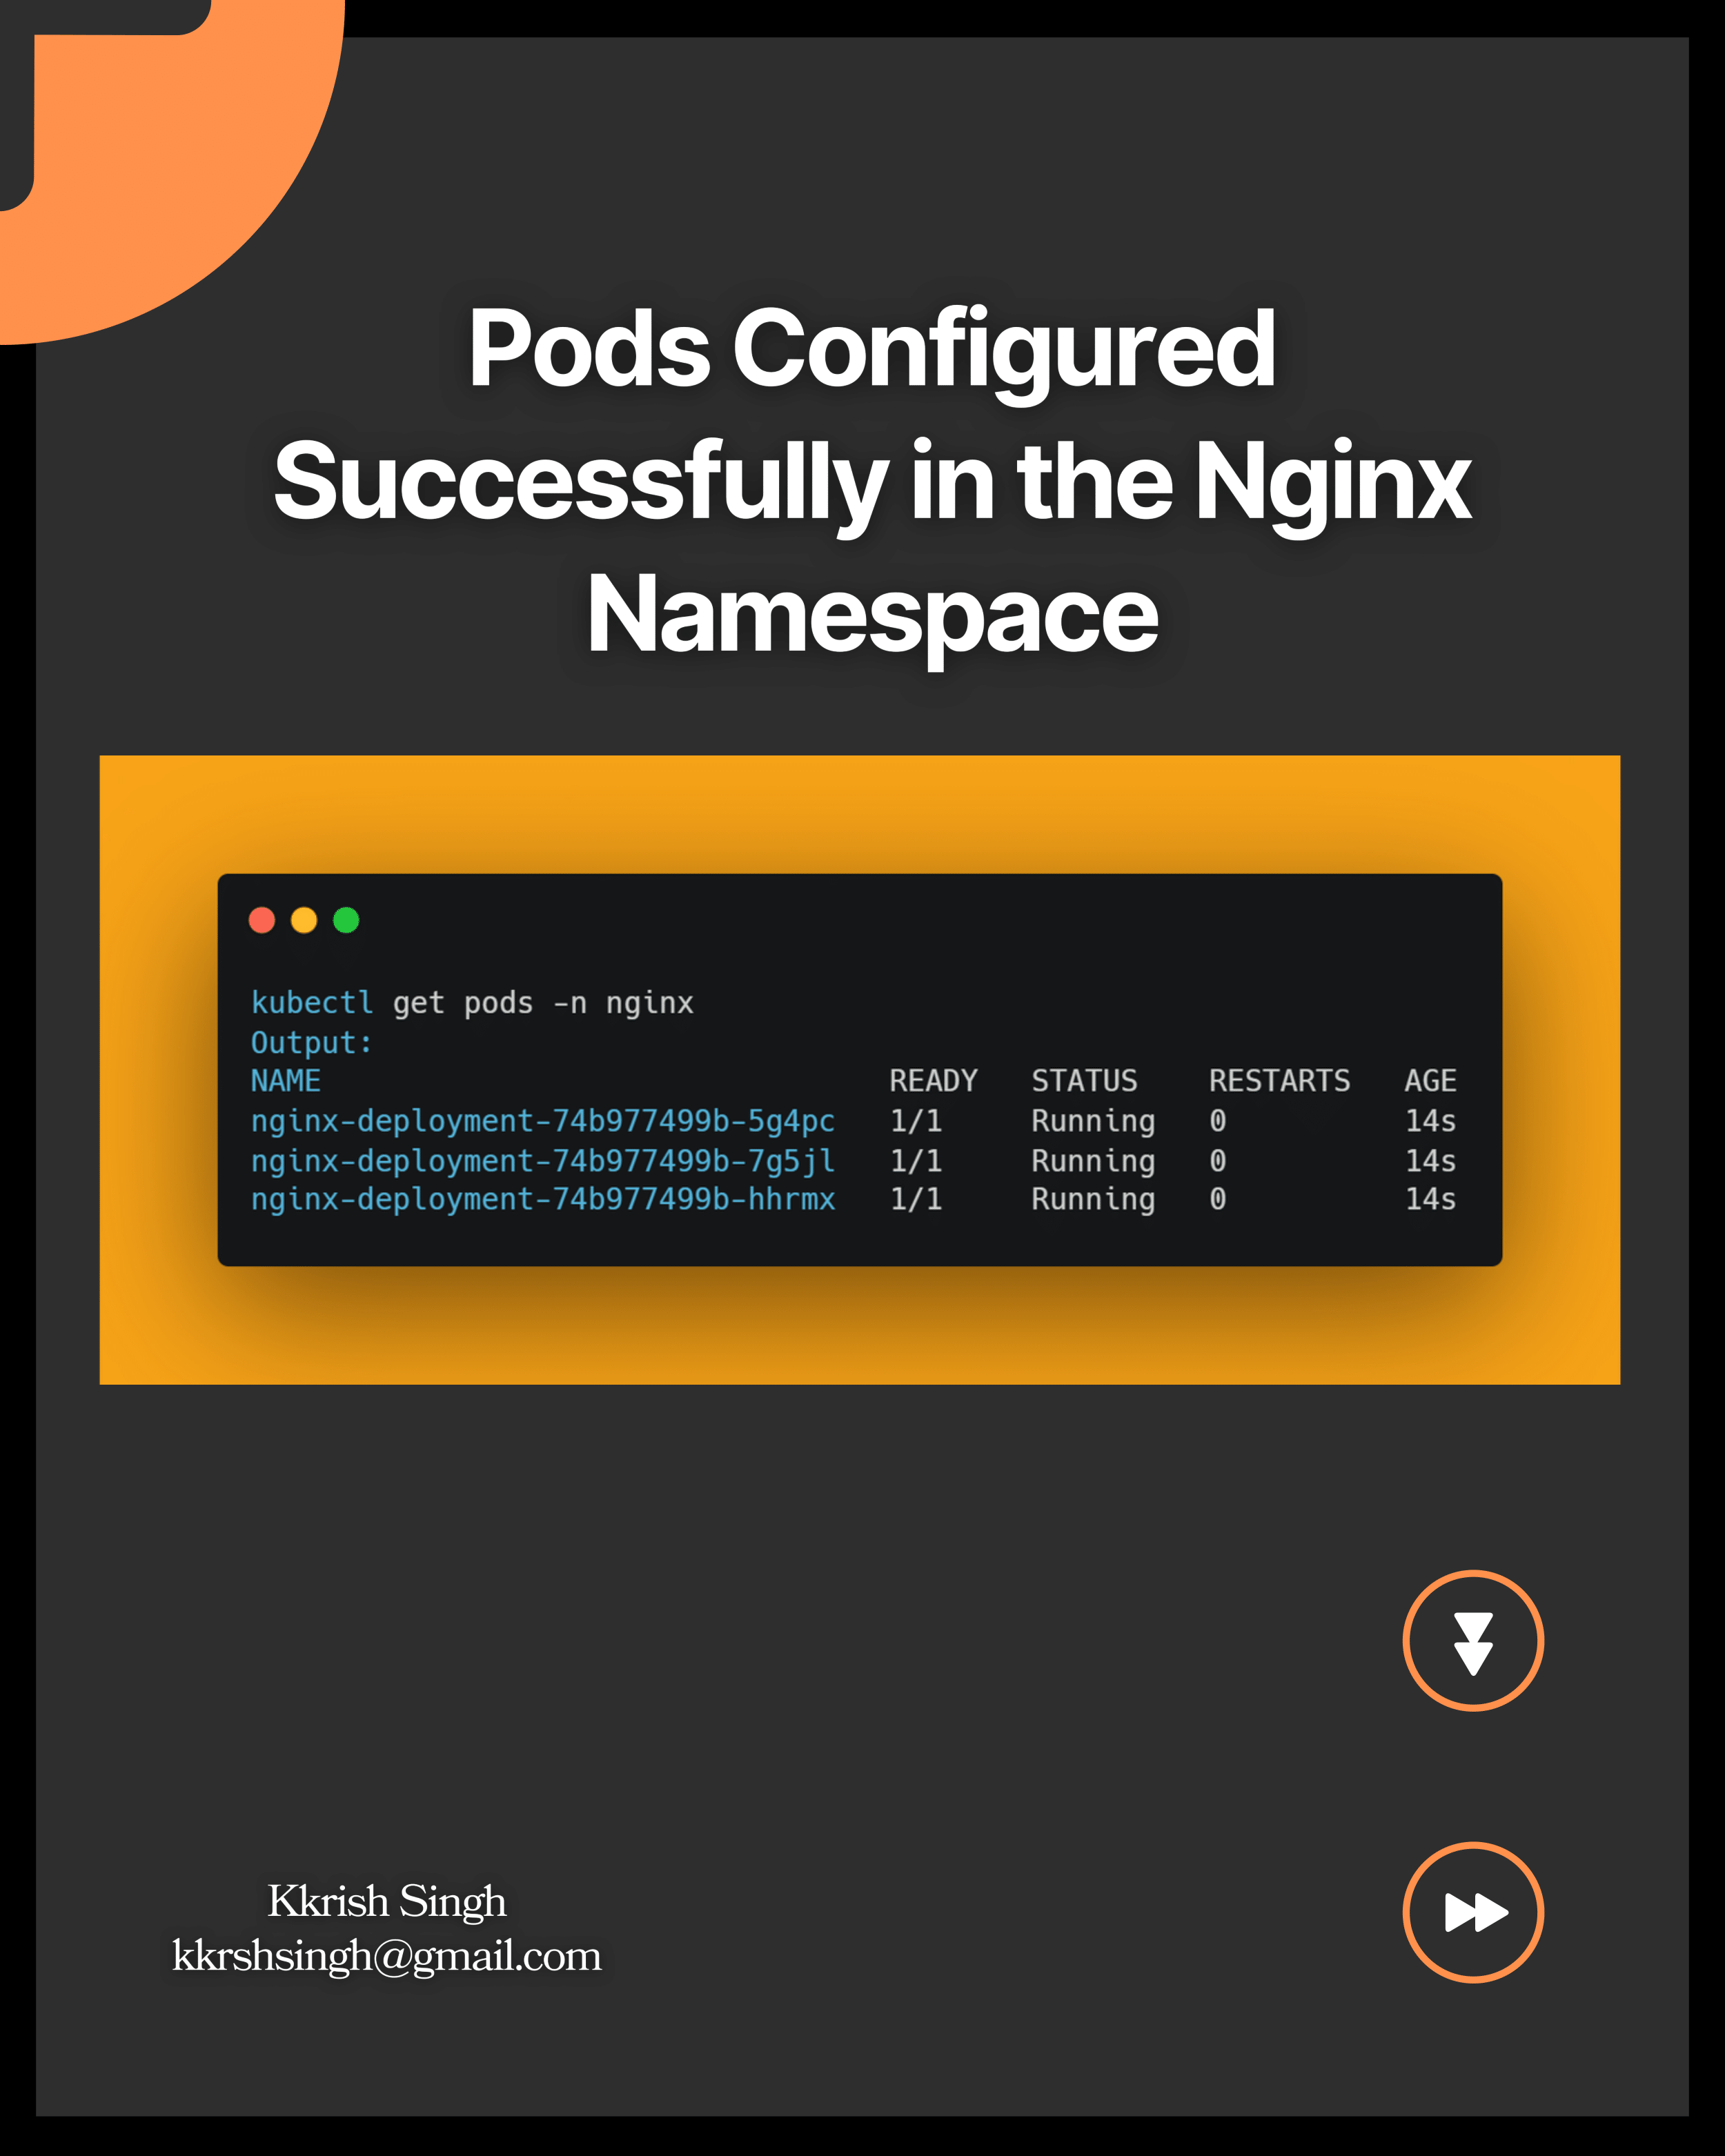 Pods Configured
Successfully in the Nginx
Namespace
kubectl get pods -n nginx
Output:
NAME READY STATUS RESTARTS AGE
nginx-deployment-74b977499b-5g4pc 1/1 Running 0 14s
nginx-deployment-74b977499b-7g5jl 1/1 Running 0 14s
nginx-deployment-74b977499b-hhrmx 1/1 Running 0 14s
Kkrish Singh
kkrshsingh@gmail.com